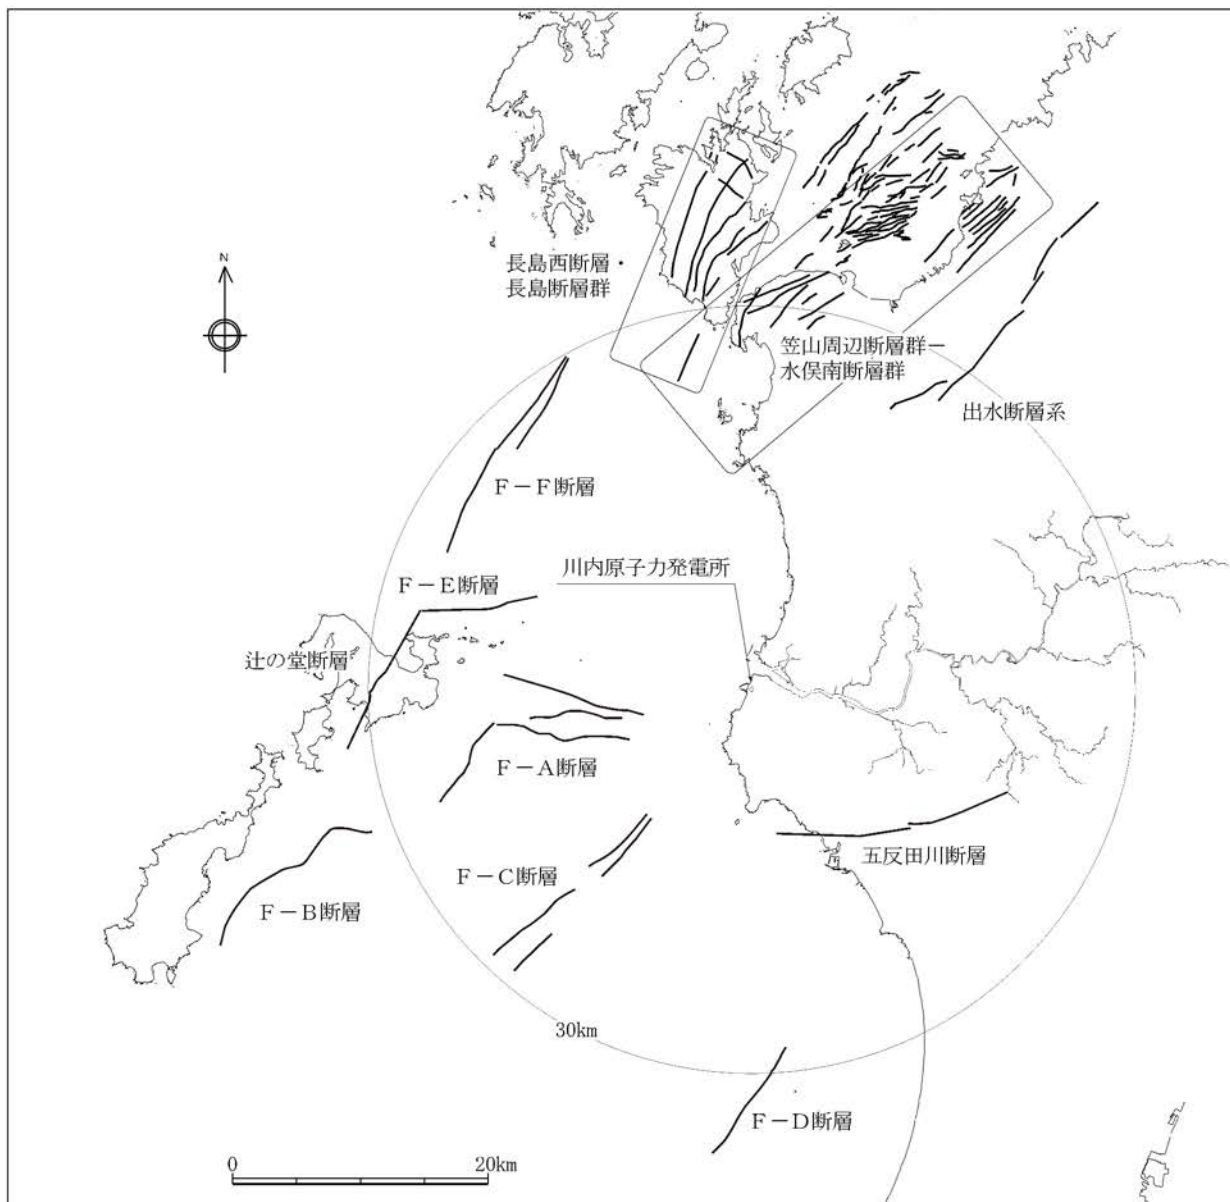 N
長島西断層・
長島断層群
笠山周辺断層群－
水俣南断層群
出水断層系
Ｆ－Ｆ断層
川内原子力発電所
Ｆ－Ｅ断層
辻の堂断層
Ｆ－Ａ断層
五反田川断層
Ｆ－Ｃ断層
Ｆ－Ｂ断層
30km
Ｆ－Ｄ断層
0
20km